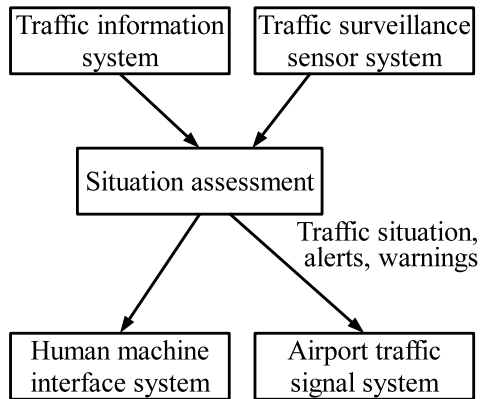 Traffic information
system
Traffic surveillance
sensor system
Situation assessment
Traffic situation,
alerts, warnings
Human machine
interface system
Airport traffic
signal system